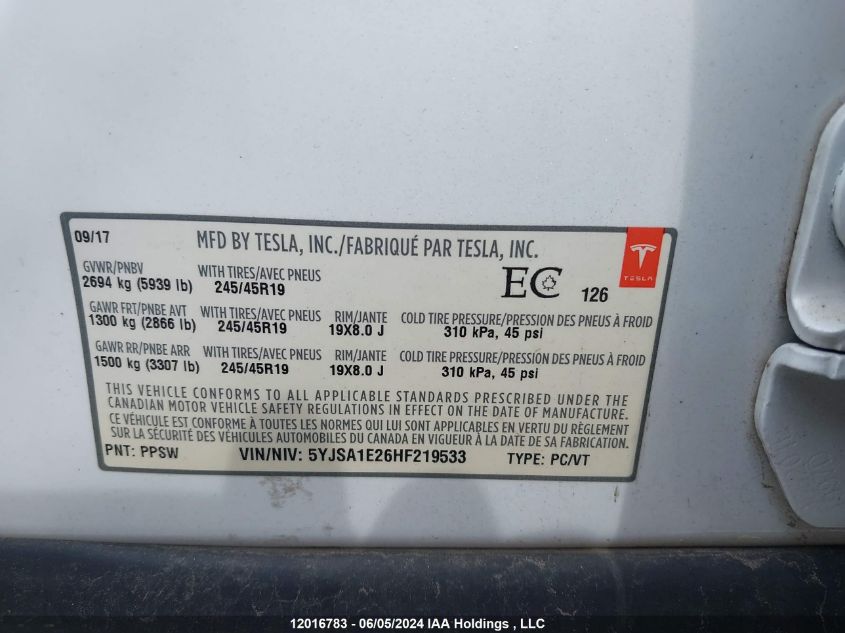 09/17 MFD BY TESLA, INC./FABRIQUÉ PAR TESLA, INC.
TESLA
GVWR/PNBV WITH TIRES/AVEC PNEUS
2694 kg (5939 lb) 245/45R19 EC 126
GAWR FRT/PNBE AVT WITH TIRES/AVEC PNEUS RIM/JANTE COLD TIRE PRESSURE/PRESSION DES PNEUS À FROID
1300 kg (2866 lb) 245/45R19 19X8.0 J 310 kPa, 45 psi
GAWR RR/PNBE ARR WITH TIRES/AVEC PNEUS RIM/JANTE COLD TIRE PRESSURE/PRESSION DES PNEUS À FROID
1500 kg (3307 lb) 245/45R19 19X8.0 J 310 kPa, 45 psi
THIS VEHICLE CONFORMS TO ALL APPLICABLE STANDARDS PRESCRIBED UNDER THE
CANADIAN MOTOR VEHICLE SAFETY REGULATIONS IN EFFECT ON THE DATE OF MANUFACTURE.
CE VÉHICULE EST CONFORME À TOUTES LES NORMES QUI LUI SONT APPLICABLES EN VERTU DU RÈGLEMENT
SUR LA SÉCURITÉ DES VÉHICULES AUTOMOBILES DU CANADA EN VIGUEUR À LA DATE DE SA FABRICATION.
PNT: PPSW VIN/NIV: 5YJSA1E26HF219533 TYPE: PC/VT
12016783 - 06/05/2024 IAA Holdings , LLC